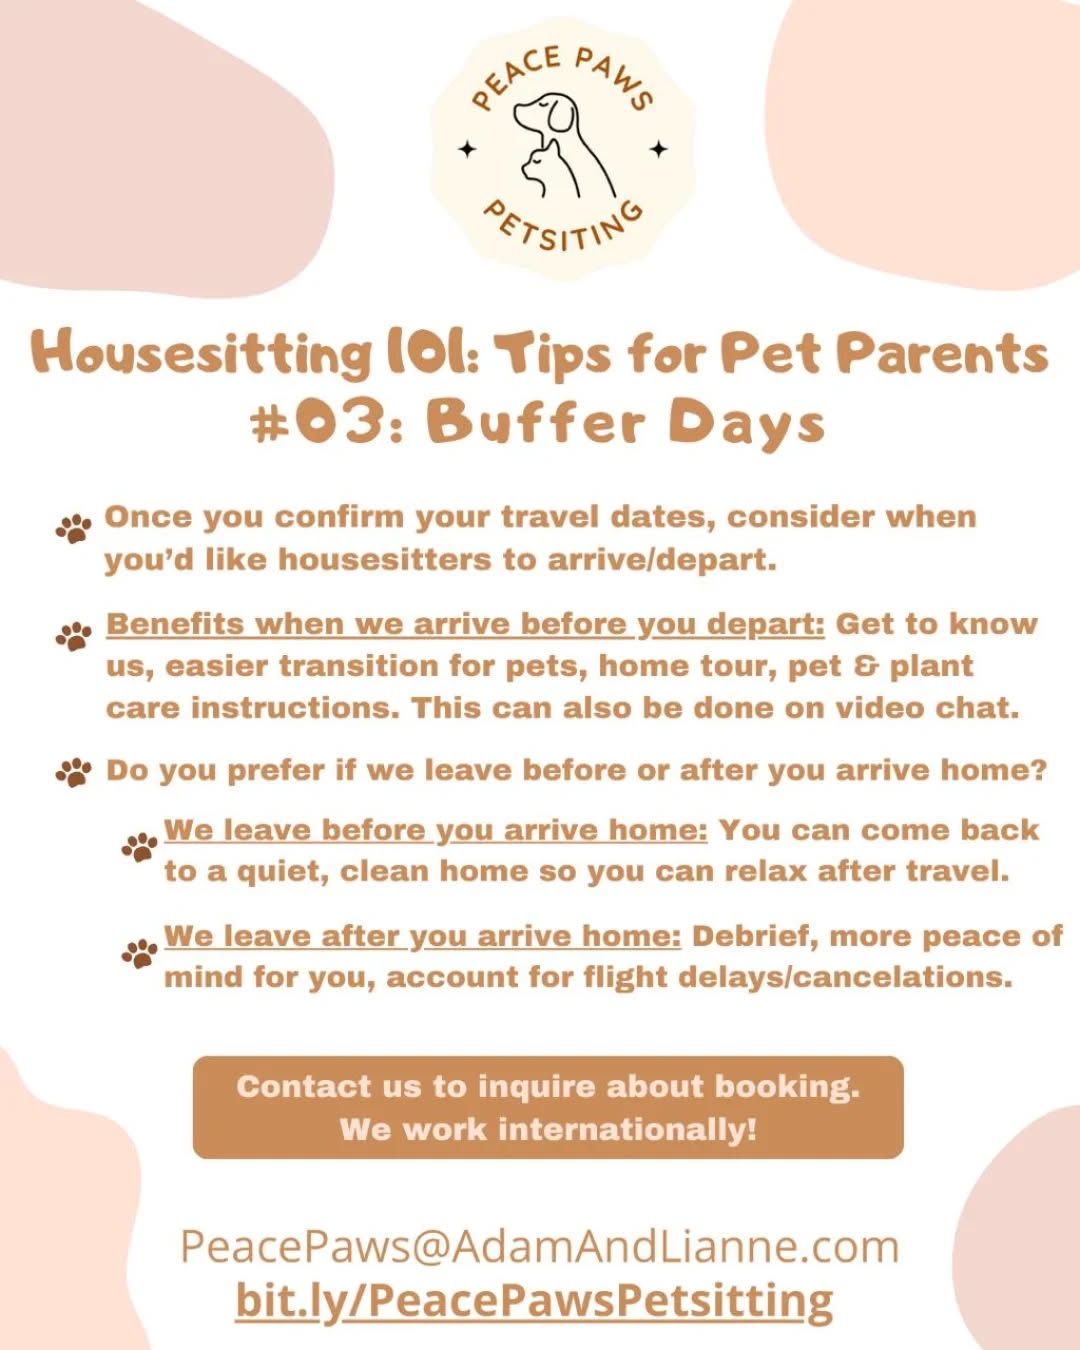 PEACE PAWS
PETSITING
Housesitting 101: Tips for Pet Parents
#03: Buffer Days
Once you confirm your travel dates, consider when
you’d like housesitters to arrive/depart.
Benefits when we arrive before you depart: Get to know
us, easier transition for pets, home tour, pet & plant
care instructions. This can also be done on video chat.
Do you prefer if we leave before or after you arrive home?
We leave before you arrive home: You can come back
to a quiet, clean home so you can relax after travel.
We leave after you arrive home: Debrief, more peace of
mind for you, account for flight delays/cancelations.
Contact us to inquire about booking.
We work internationally!
PeacePaws@AdamAndLianne.com
bit.ly/PeacePawsPetsitting